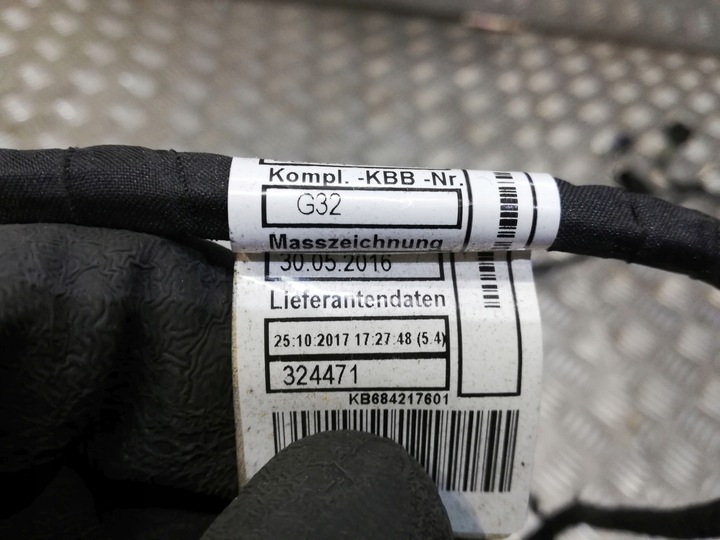 Kompl. -KBB -Nr.
G32
Masszeichnung
30.05.2016
Lieferantendaten
25.10.2017 17:27:48 (5.4)
324471
KB684217601